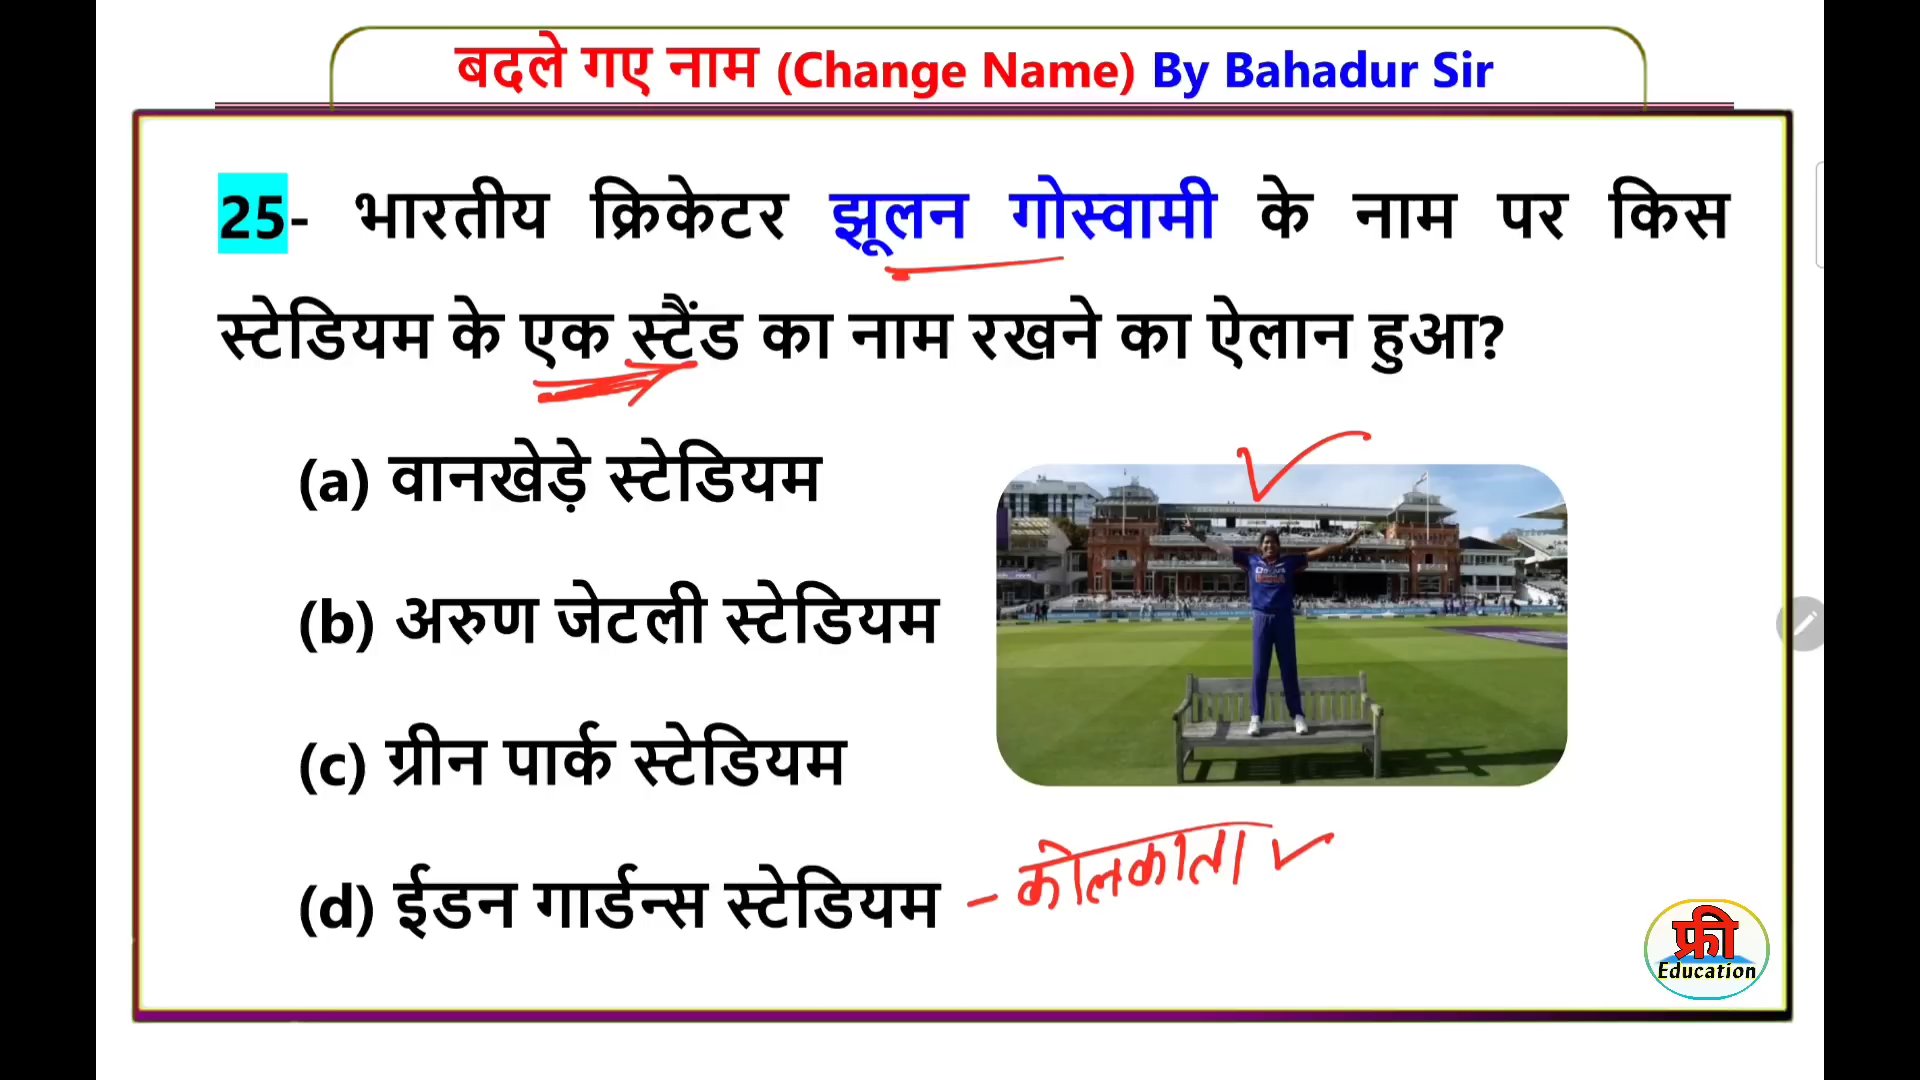 बदले गए नाम (Change Name) By Bahadur Sir
25- भारतीय क्रिकेटर झूलन गोस्वामी के नाम पर किस
स्टेडियम के एक स्टैंड का नाम रखने का ऐलान हुआ?
(a) वानखेड़े स्टेडियम
(b) अरुण जेटली स्टेडियम
(c) ग्रीन पार्क स्टेडियम
(d) ईडन गार्डन्स स्टेडियम - कोलकाता
INDIA
फ्री
Education